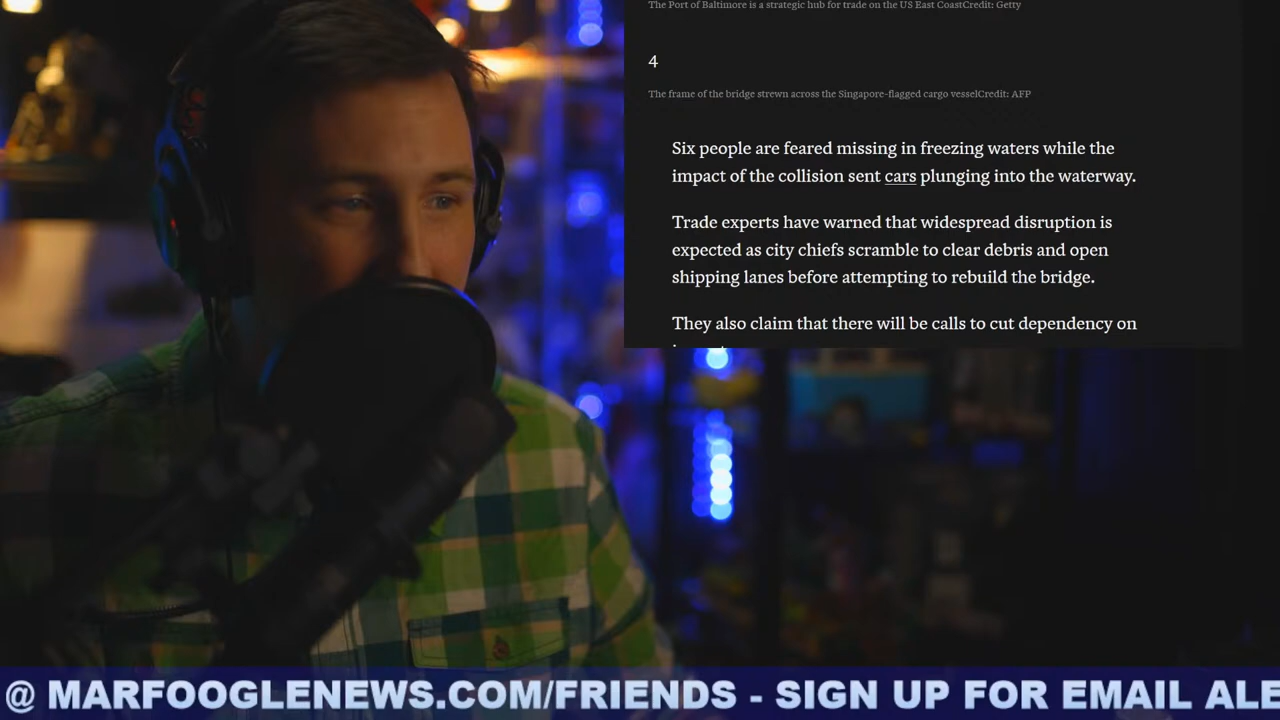 The Port of Baltimore is a strategic hub for trade on the US East CoastCredit: Getty
4
The frame of the bridge strewn across the Singapore-flagged cargo vesselCredit: AFP
Six people are feared missing in freezing waters while the
impact of the collision sent cars plunging into the waterway.
Trade experts have warned that widespread disruption is
expected as city chiefs scramble to clear debris and open
shipping lanes before attempting to rebuild the bridge.
They also claim that there will be calls to cut dependency on
@ MARFOOGLENEWS.COM/FRIENDS - SIGN UP FOR EMAIL ALE